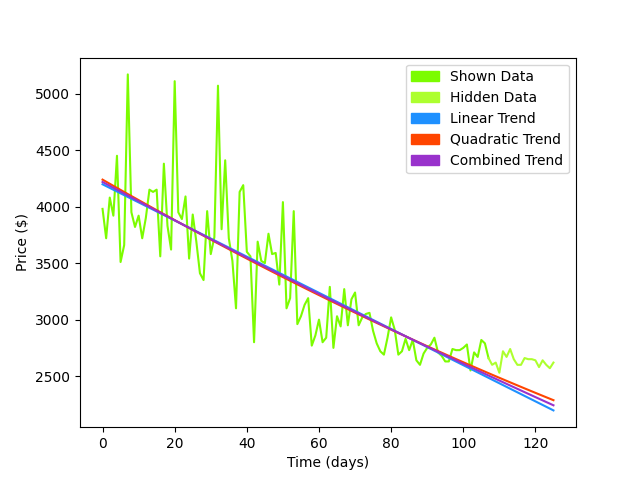 Shown Data
Hidden Data
Linear Trend
Quadratic Trend
Combined Trend
5000
4500
4000
3500
3000
2500
Price ($)
0 20 40 60 80 100 120
Time (days)